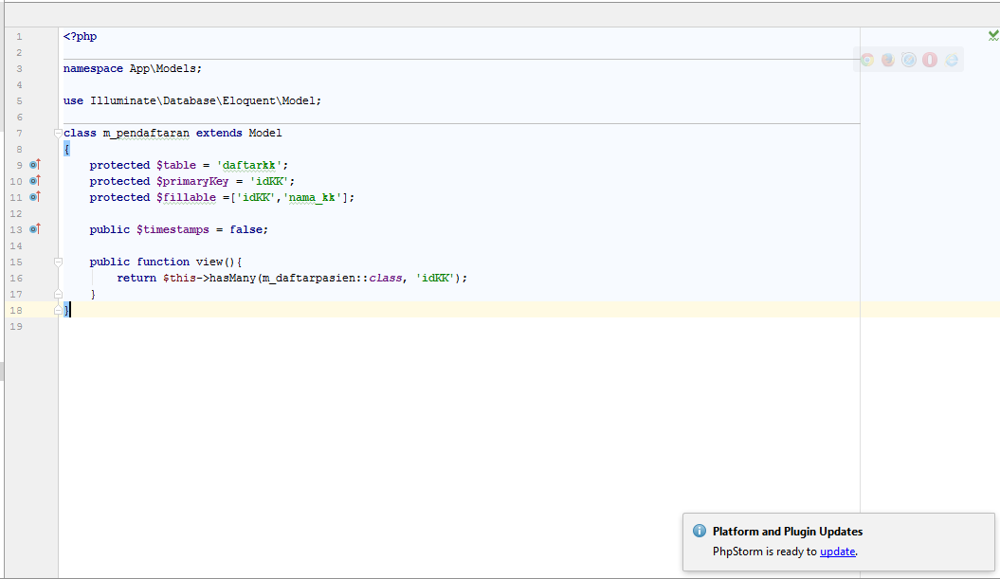 1 <?php
2
3 namespace App\Models;
4
5 use Illuminate\Database\Eloquent\Model;
6
7 class m_pendaftaran extends Model
8 {
9     protected $table = 'daftarkk';
10     protected $primaryKey = 'idKK';
11     protected $fillable =['idKK','nama_kk'];
12
13     public $timestamps = false;
14
15     public function view(){
16         return $this->hasMany(m_daftarpasien::class, 'idKK');
17     }
18 }
19
Platform and Plugin Updates
PhpStorm is ready to update.